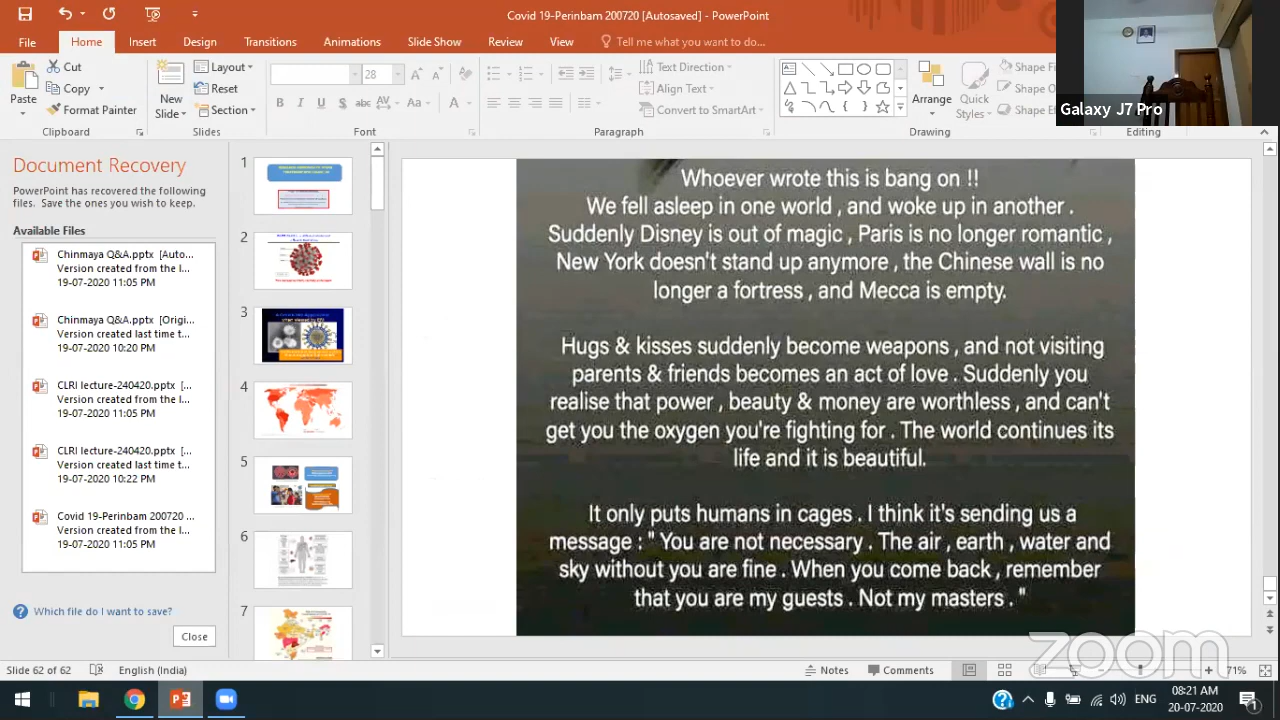 Covid 19-Perinbam 200720 [Autosaved] - PowerPoint
File Home Insert Design Transitions Animations Slide Show Review View Tell me what you want to do...
Paste
Cut
Copy
Format Painter
Clipboard
New Slide
Layout
Reset
Section
Slides
28
B I U S abc AV Aa A
Font
Text Direction
Align Text
Convert to SmartArt
Paragraph
Arrange
Quick Styles
Shape Fi
Shape O
Shape Ef
Drawing
Editing
Galaxy J7 Pro
Document Recovery
PowerPoint has recovered the following
files. Save the ones you wish to keep.
Available Files
Chinmaya Q&A.pptx [Auto...
Version created from the l...
19-07-2020 11:05 PM
Chinmaya Q&A.pptx [Origi...
Version created last time t...
19-07-2020 10:20 PM
CLRI lecture-240420.pptx [...
Version created from the l...
19-07-2020 11:05 PM
CLRI lecture-240420.pptx [...
Version created last time t...
19-07-2020 10:22 PM
Covid 19-Perinbam 200720 ...
Version created from the l...
19-07-2020 11:05 PM
Which file do I want to save?
Close
1
2
3
4
5
6
7
Whoever wrote this is bang on !!
We fell asleep in one world , and woke up in another .
Suddenly Disney is out of magic , Paris is no longer romantic ,
New York doesn't stand up anymore , the Chinese wall is no
longer a fortress , and Mecca is empty.
Hugs & kisses suddenly become weapons , and not visiting
parents & friends becomes an act of love . Suddenly you
realise that power , beauty & money are worthless , and can't
get you the oxygen you're fighting for . The world continues its
life and it is beautiful.
It only puts humans in cages . I think it's sending us a
message : " You are not necessary . The air , earth , water and
sky without you are fine . When you come back , remember
that you are my guests . Not my masters . "
zoom
Slide 62 of 62 English (India) Notes Comments 71%
ENG
08:21 AM
20-07-2020
1